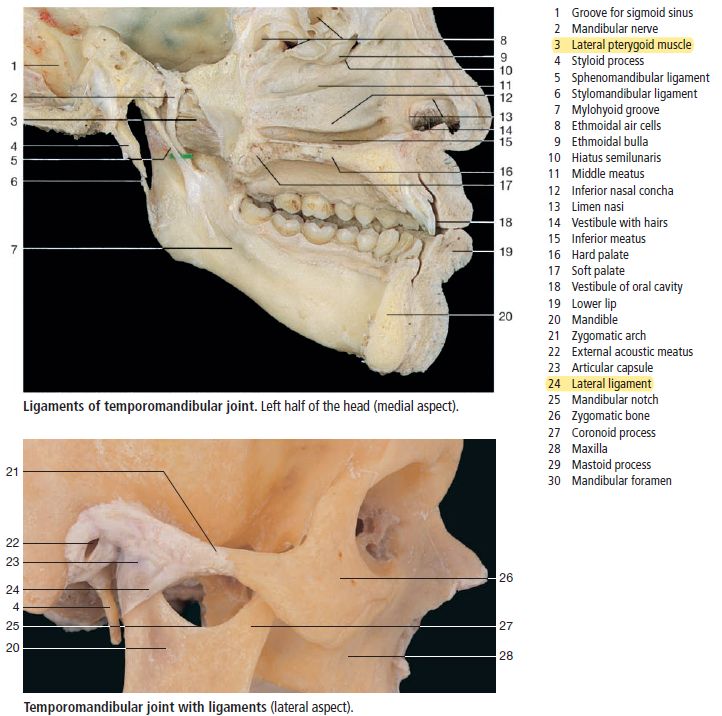 1
2
3
4
5
6
7
8
9
10
11
12
13
14
15
16
17
18
19
20
Ligaments of temporomandibular joint. Left half of the head (medial aspect).
21
22
23
24
4
25
20
26
27
28
Temporomandibular joint with ligaments (lateral aspect).
1 Groove for sigmoid sinus
2 Mandibular nerve
3 Lateral pterygoid muscle
4 Styloid process
5 Sphenomandibular ligament
6 Stylomandibular ligament
7 Mylohyoid groove
8 Ethmoidal air cells
9 Ethmoidal bulla
10 Hiatus semilunaris
11 Middle meatus
12 Inferior nasal concha
13 Limen nasi
14 Vestibule with hairs
15 Inferior meatus
16 Hard palate
17 Soft palate
18 Vestibule of oral cavity
19 Lower lip
20 Mandible
21 Zygomatic arch
22 External acoustic meatus
23 Articular capsule
24 Lateral ligament
25 Mandibular notch
26 Zygomatic bone
27 Coronoid process
28 Maxilla
29 Mastoid process
30 Mandibular foramen